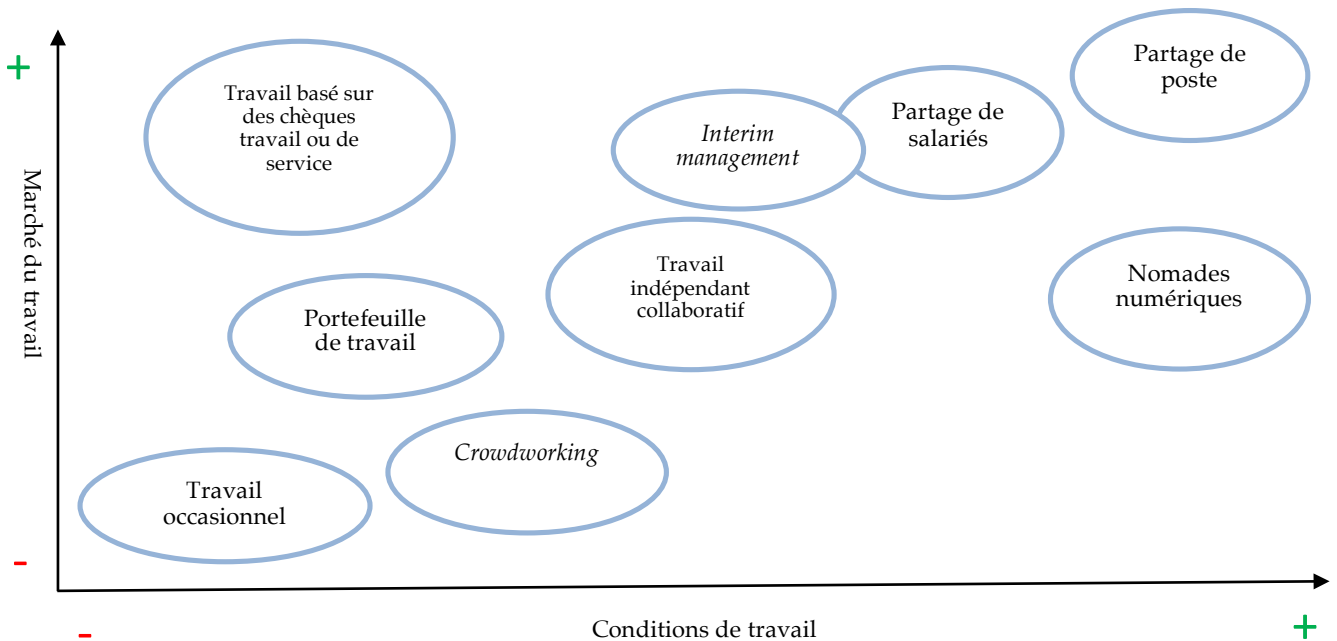 +
Partage de
poste
Travail basé sur
des chèques
travail ou de
service
Interim
management
Partage de
salariés
Marché du travail
Travail
indépendant
collaboratif
Nomades
numériques
Portefeuille
de travail
Crowdworking
Travail
occasionnel
-
-
Conditions de travail
+